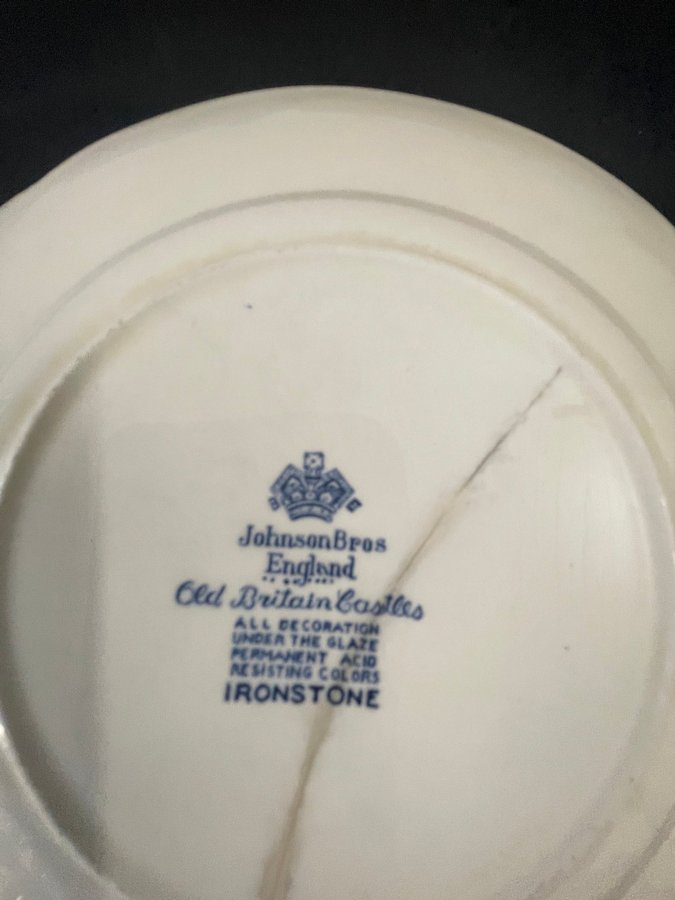 Johnson Bros
England
Old Britain Castles
ALL DECORATION
UNDER THE GLAZE
PERMANENT ACID
RESISTING COLORS
IRONSTONE